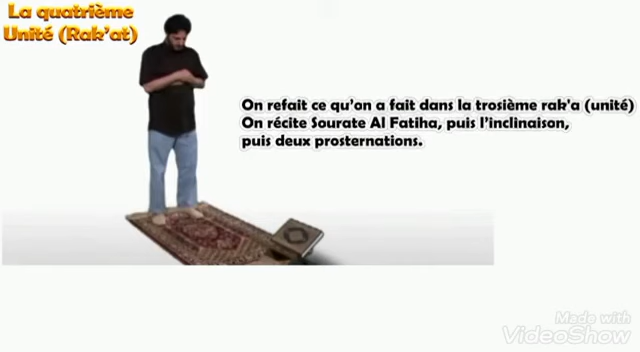 La quatrième
Unité (Rak'at)
On refait ce qu'on a fait dans la trosième rak'a (unité)
On récite Sourate Al Fatiha, puis l'inclinaison,
puis deux prosternations.
Made with
VideoShow